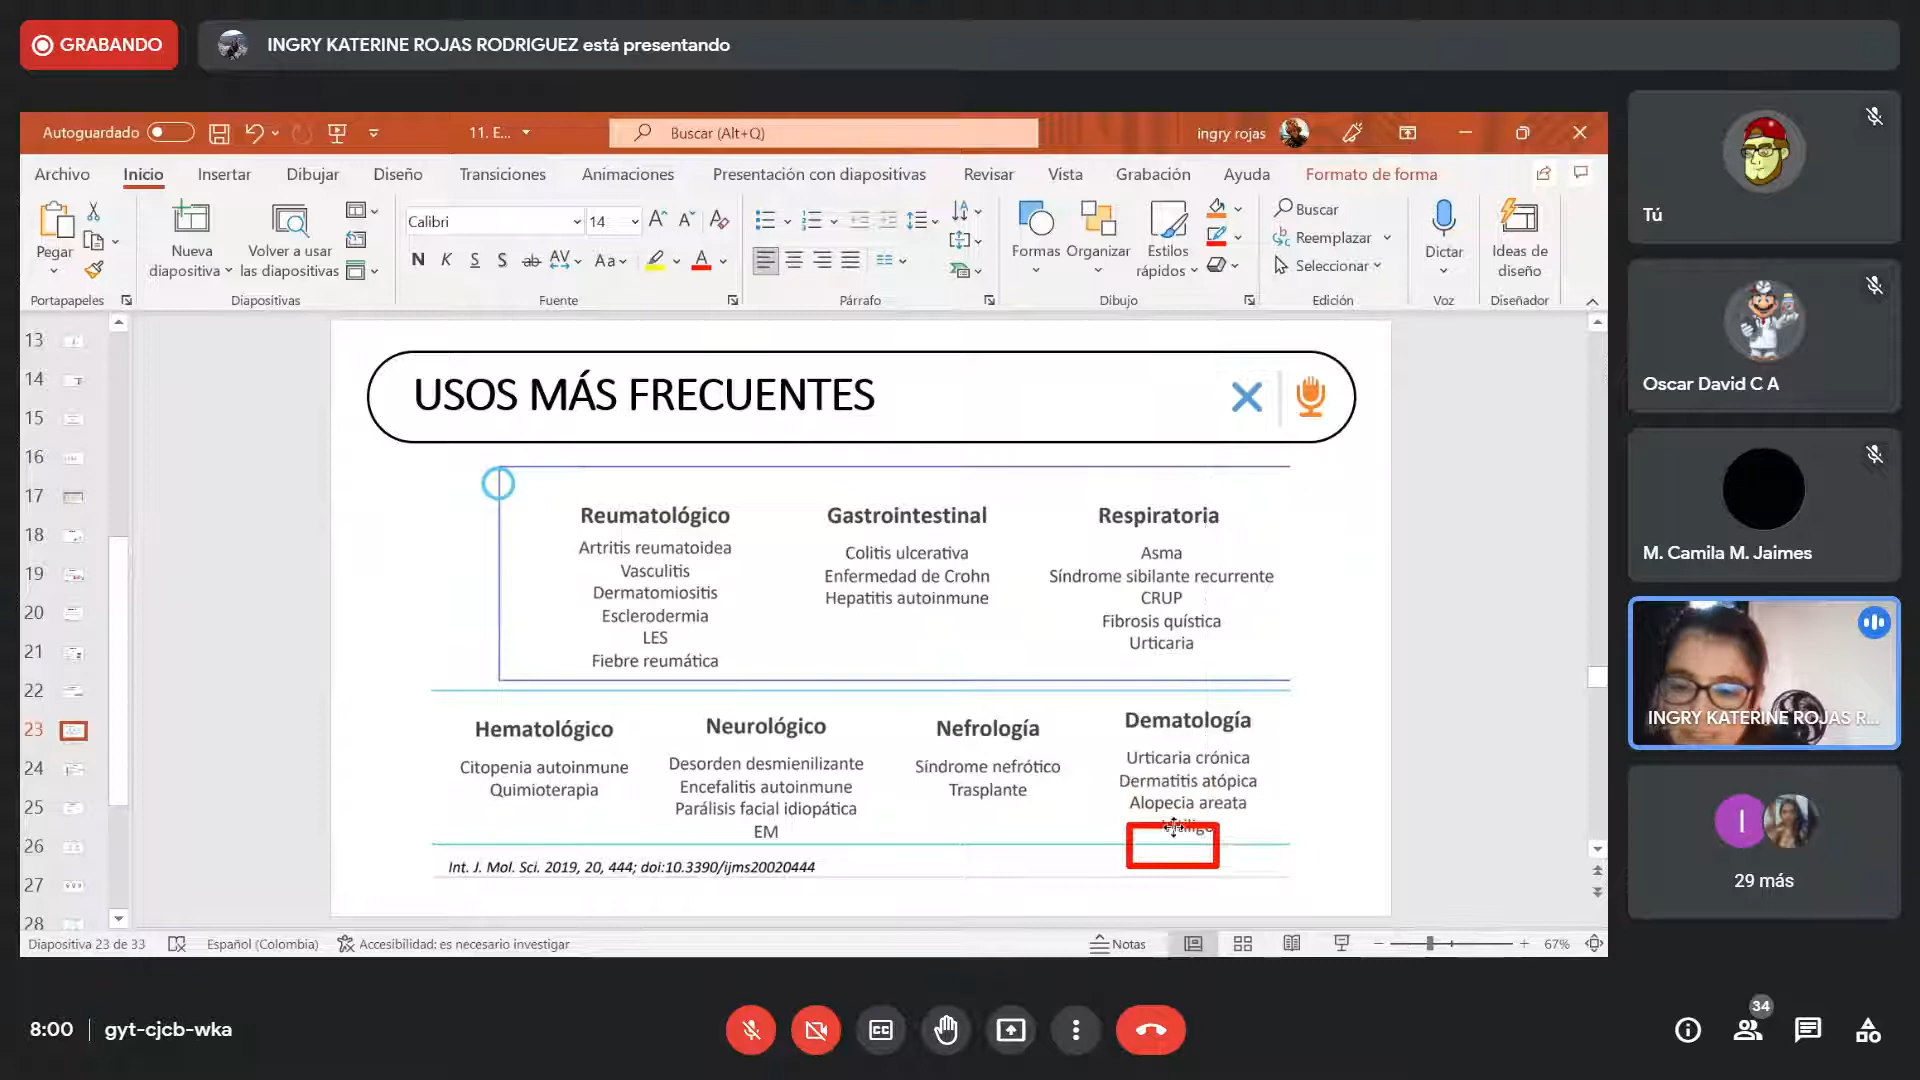 GRABANDO
INGRY KATERINE ROJAS RODRIGUEZ está presentando
Autoguardado
11. E...
Buscar (Alt+Q)
ingry rojas
Archivo Inicio Insertar Dibujar Diseño Transiciones Animaciones Presentación con diapositivas Revisar Vista Grabación Ayuda Formato de forma
Pegar
Nueva diapositiva
Volver a usar las diapositivas
Calibri 14
N K S S ab AV Aa A
Formas
Organizar
Estilos rápidos
Buscar
Reemplazar
Seleccionar
Dictar
Ideas de diseño
Portapapeles Diapositivas Fuente Párrafo Dibujo Edición Voz Diseñador
13
14
15
16
17
18
19
20
21
22
23
24
25
26
27
28
USOS MÁS FRECUENTES
Reumatológico
Artritis reumatoidea
Vasculitis
Dermatomiositis
Esclerodermia
LES
Fiebre reumática
Gastrointestinal
Colitis ulcerativa
Enfermedad de Crohn
Hepatitis autoinmune
Respiratoria
Asma
Síndrome sibilante recurrente
CRUP
Fibrosis quística
Urticaria
Hematológico
Citopenia autoinmune
Quimioterapia
Neurológico
Desorden desmienilizante
Encefalitis autoinmune
Parálisis facial idiopática
EM
Nefrología
Síndrome nefrótico
Trasplante
Dematología
Urticaria crónica
Dermatitis atópica
Alopecia areata
Int. J. Mol. Sci. 2019, 20, 444; doi:10.3390/ijms20020444
Diapositiva 23 de 33
Español (Colombia)
Accesibilidad: es necesario investigar
Notas
67%
Tú
Oscar David C A
M. Camila M. Jaimes
INGRY KATERINE ROJAS R...
I
29 más
8:00
gyt-cjcb-wka
34